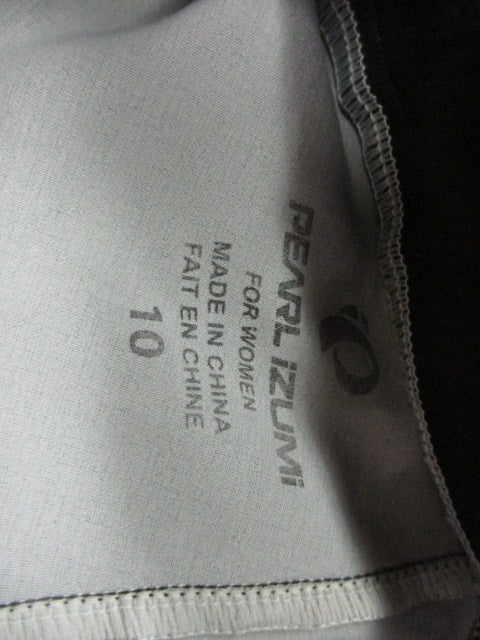 PEARL iZUMi
FOR WOMEN
MADE IN CHINA
FAIT EN CHINE
10